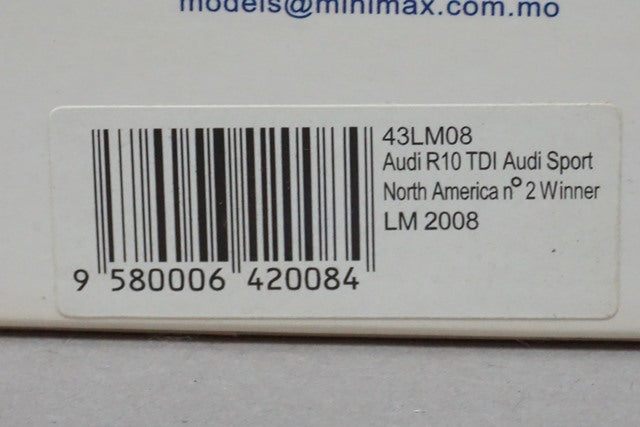 models@minimax.com.mo
43LM08
Audi R10 TDI Audi Sport
North America nº 2 Winner
LM 2008
9 580006 420084